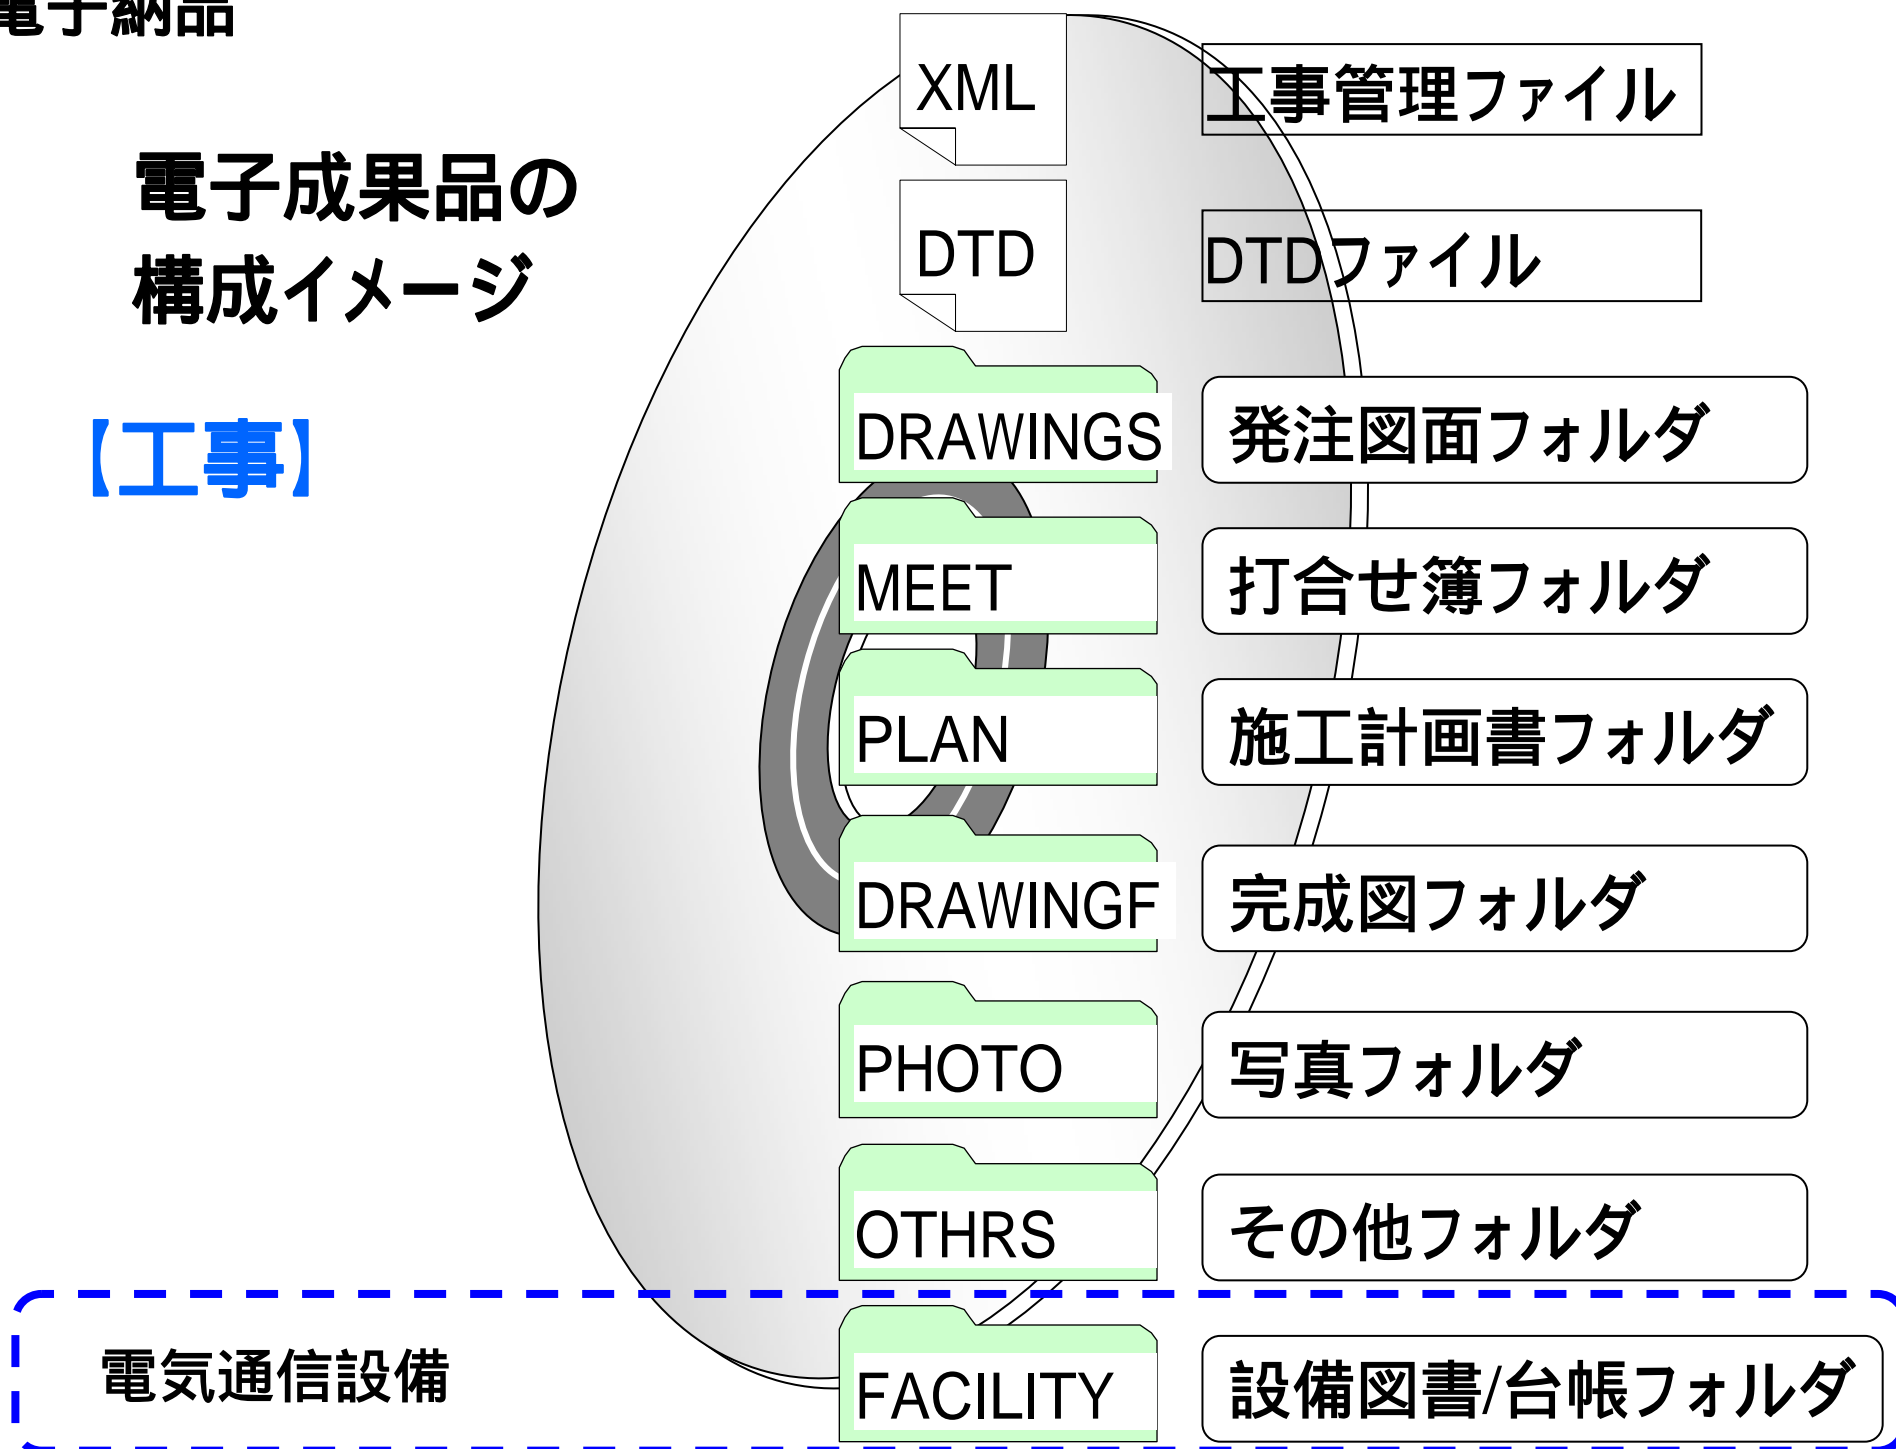 電子納品
電子成果品の
構成イメージ
【工事】
XML 工事管理ファイル
DTD DTDファイル
DRAWINGS 発注図面フォルダ
MEET 打合せ簿フォルダ
PLAN 施工計画書フォルダ
DRAWINGF 完成図フォルダ
PHOTO 写真フォルダ
OTHRS その他フォルダ
電気通信設備 FACILITY 設備図書/台帳フォルダ